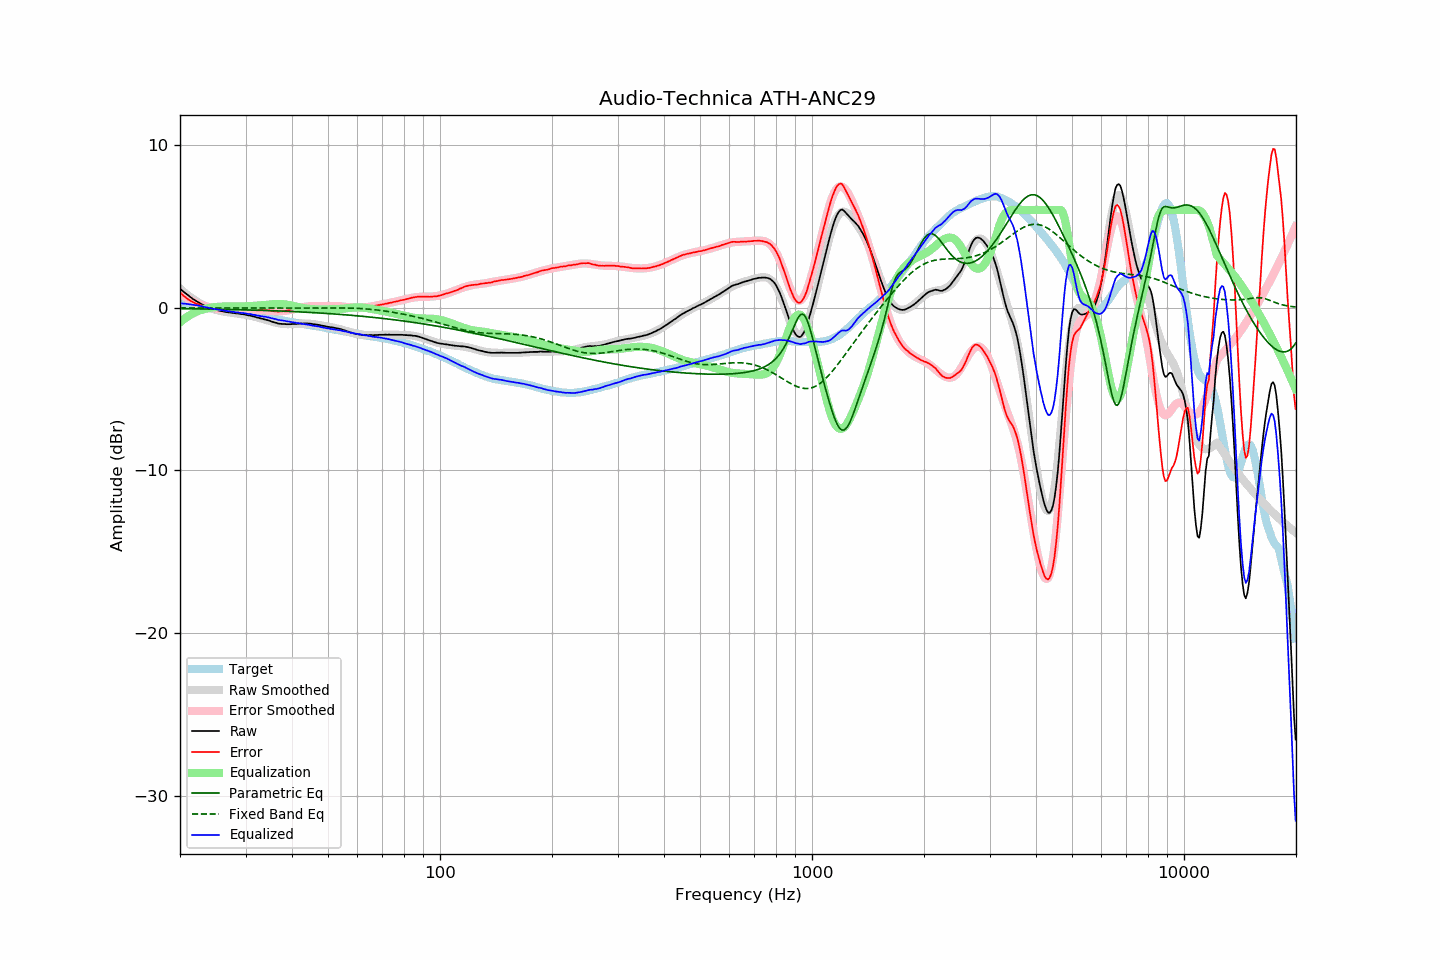 Audio-Technica ATH-ANC29
10
0
−10
−20
−30
Amplitude (dBr)
Target
Raw Smoothed
Error Smoothed
Raw
Error
Equalization
Parametric Eq
Fixed Band Eq
Equalized
100
1000
10000
Frequency (Hz)